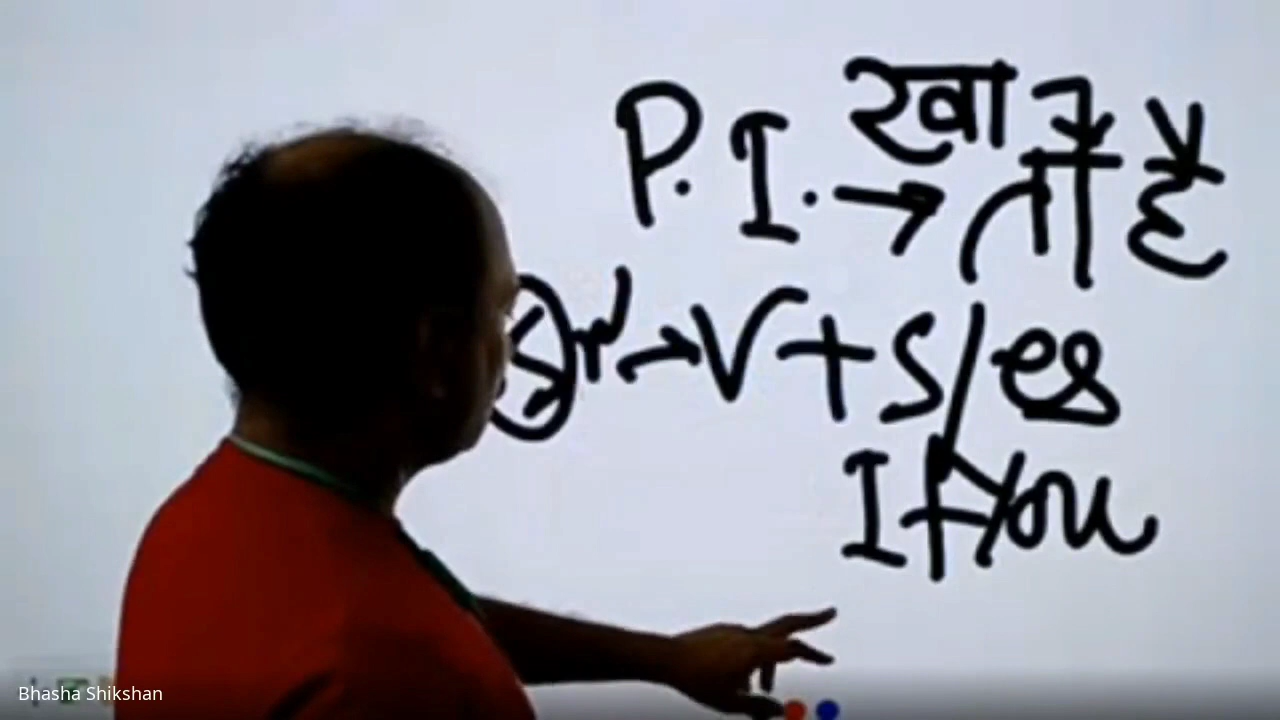 P. I. → खाते हैं
ती है
→ V + s/es
I + You
Bhasha Shikshan